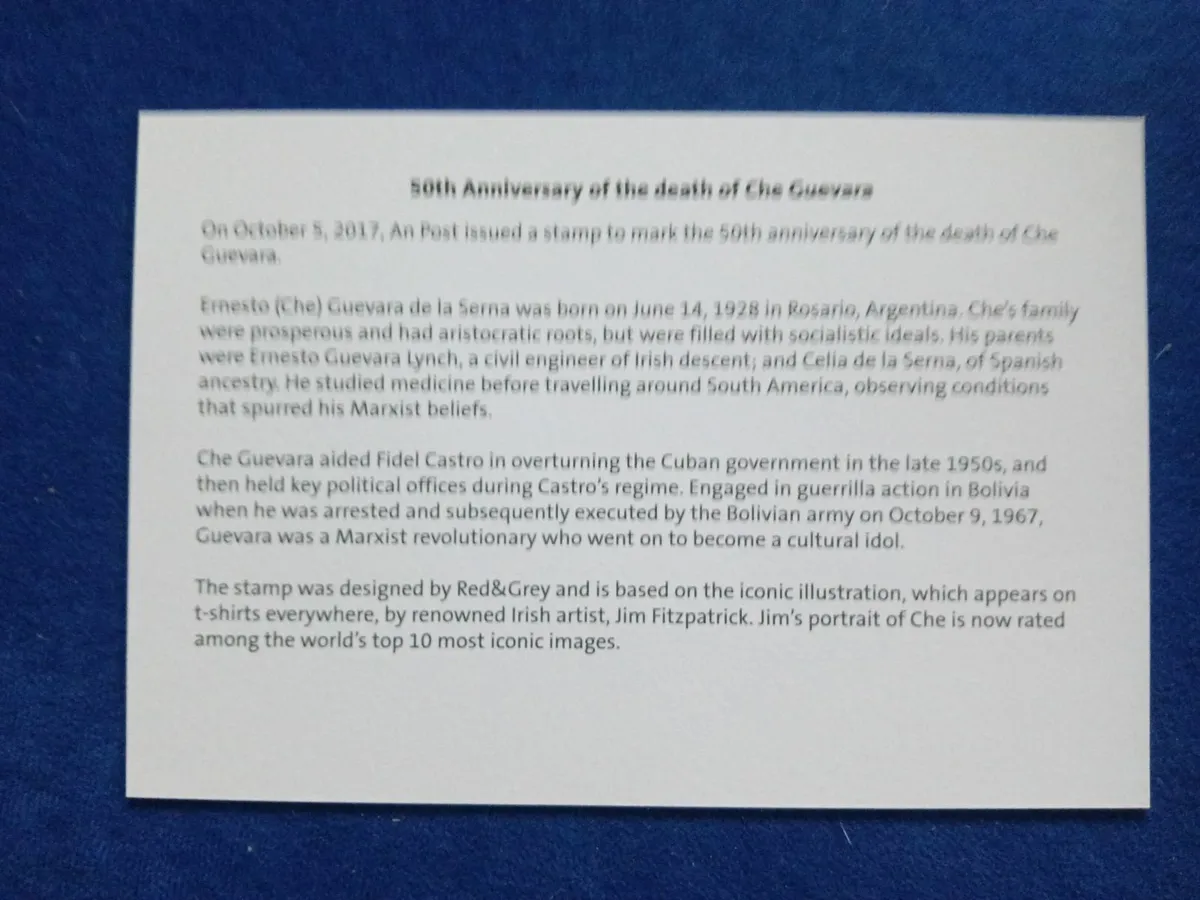 50th Anniversary of the death of Che Guevara
On October 5, 2017, An Post issued a stamp to mark the 50th anniversary of the death of Che
Guevara.
Ernesto (Che) Guevara de la Serna was born on June 14, 1928 in Rosario, Argentina. Che's family
were prosperous and had aristocratic roots, but were filled with socialistic ideals. His parents
were Ernesto Guevara Lynch, a civil engineer of Irish descent; and Celia de la Serna, of Spanish
ancestry. He studied medicine before travelling around South America, observing conditions
that spurred his Marxist beliefs.
Che Guevara aided Fidel Castro in overturning the Cuban government in the late 1950s, and
then held key political offices during Castro's regime. Engaged in guerrilla action in Bolivia
when he was arrested and subsequently executed by the Bolivian army on October 9, 1967,
Guevara was a Marxist revolutionary who went on to become a cultural idol.
The stamp was designed by Red&Grey and is based on the iconic illustration, which appears on
t-shirts everywhere, by renowned Irish artist, Jim Fitzpatrick. Jim's portrait of Che is now rated
among the world's top 10 most iconic images.